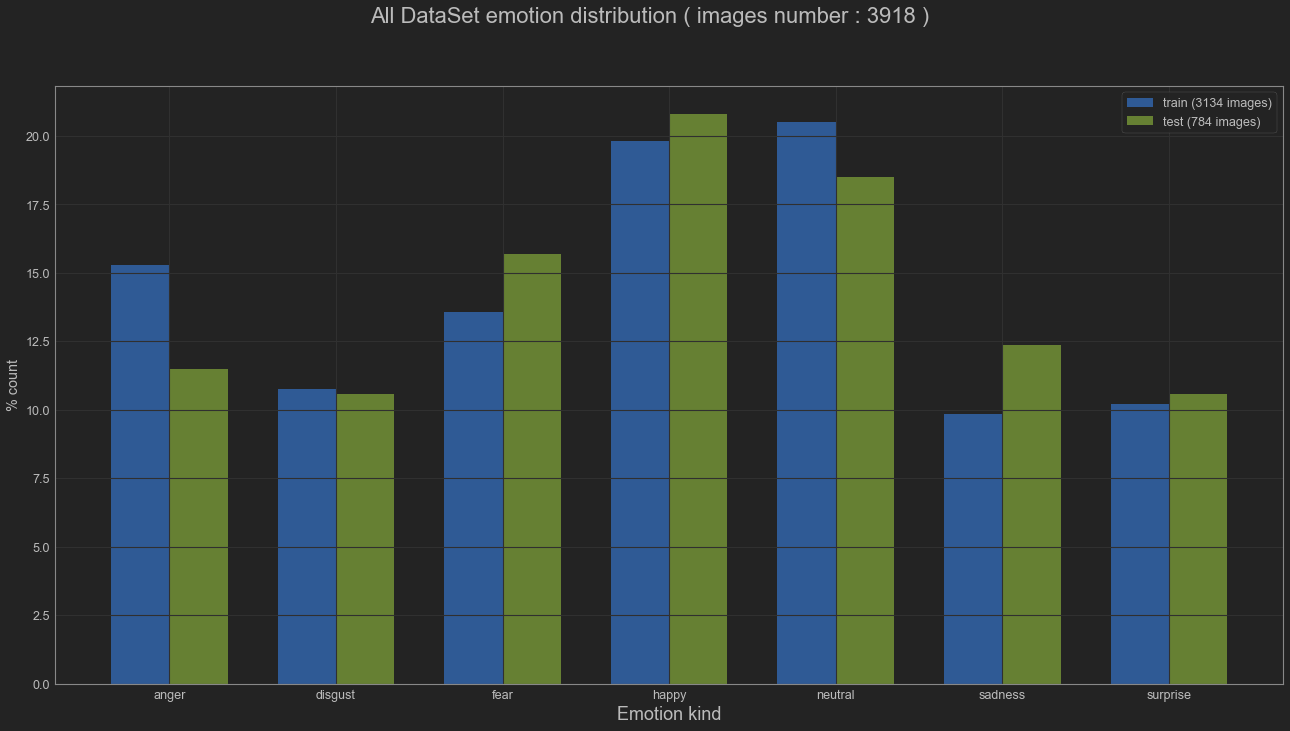 All DataSet emotion distribution ( images number : 3918 )
train (3134 images)
test (784 images)
20.0
17.5
15.0
12.5
10.0
7.5
5.0
2.5
0.0
% count
anger disgust fear happy neutral sadness surprise
Emotion kind